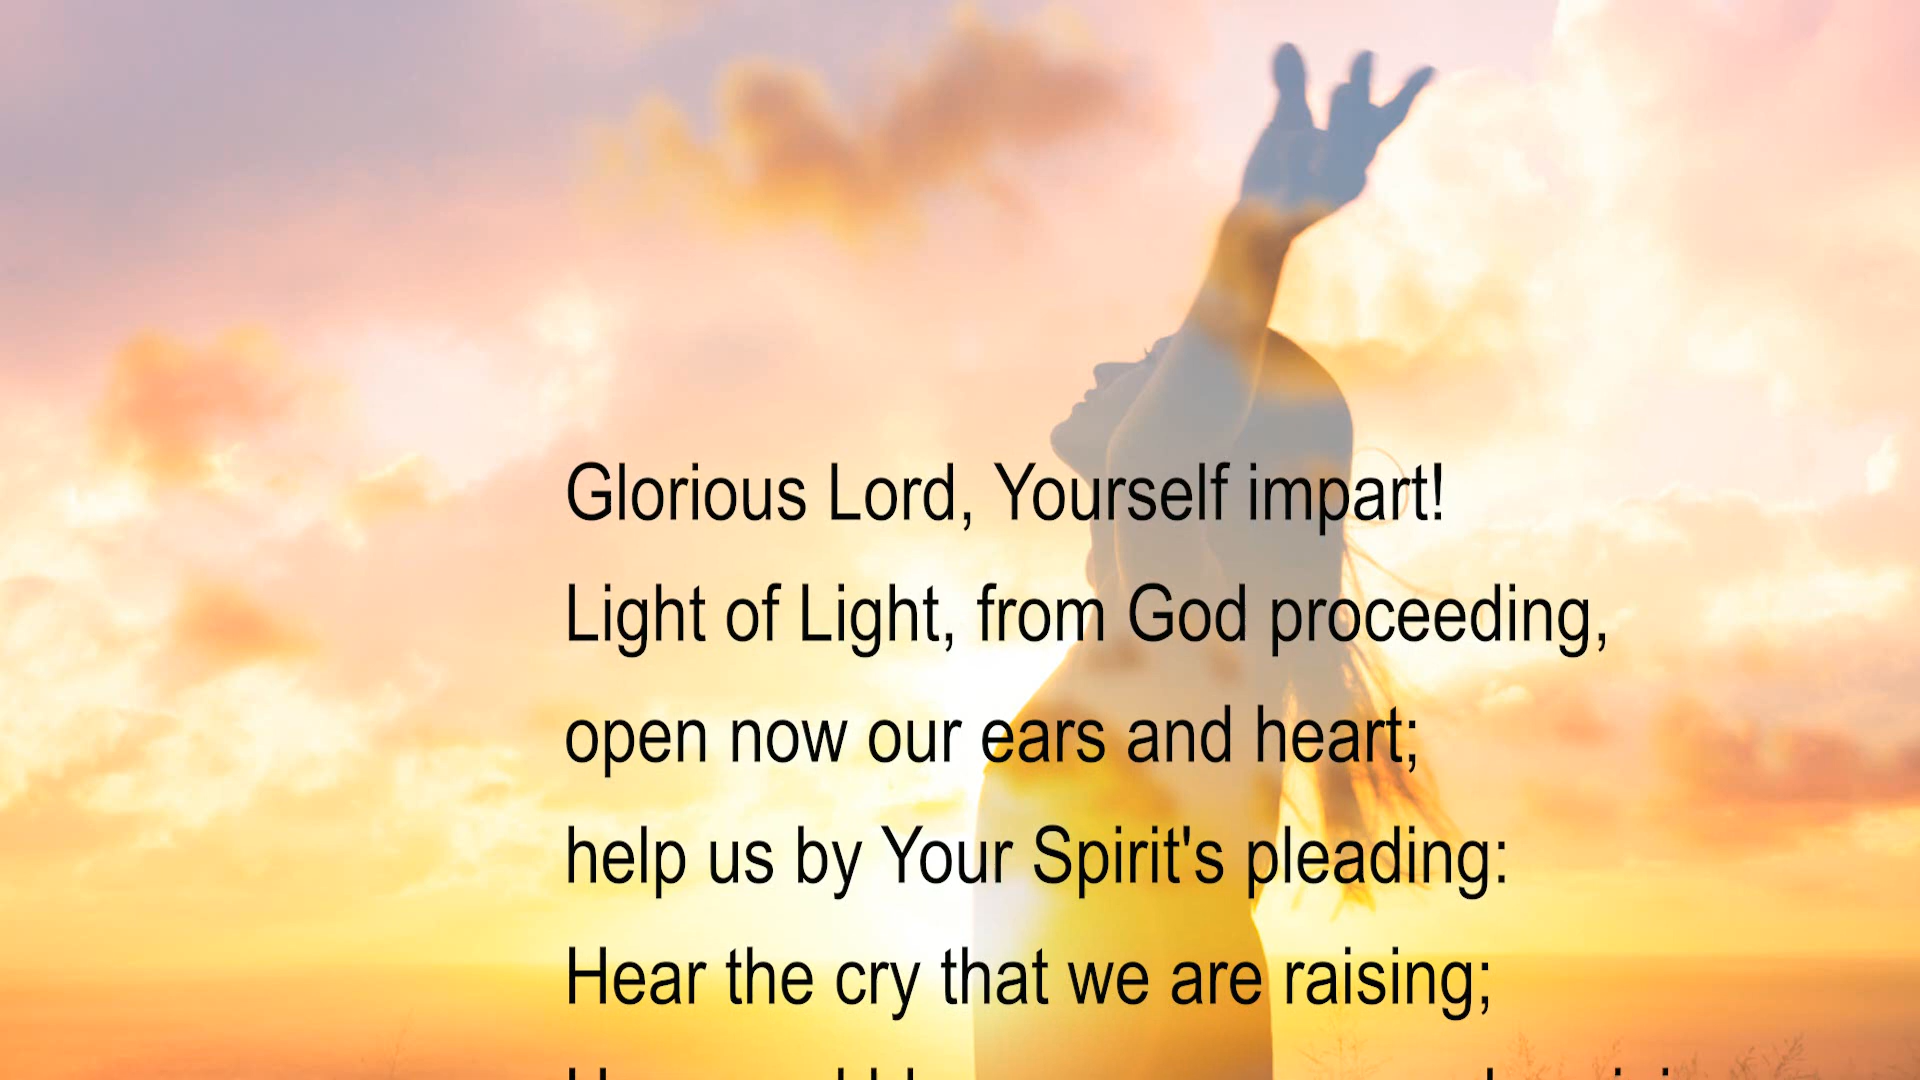 Glorious Lord, Yourself impart!
Light of Light, from God proceeding,
open now our ears and heart;
help us by Your Spirit's pleading:
Hear the cry that we are raising;